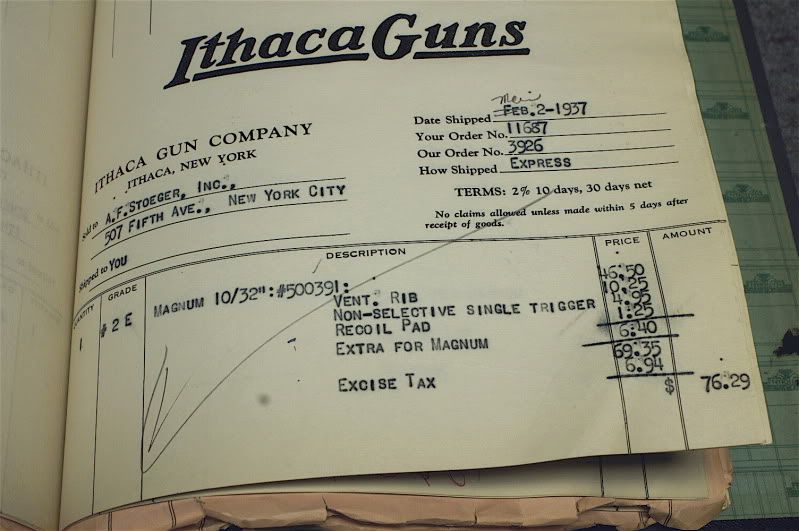 Ithaca Guns
ITHACA GUN COMPANY
ITHACA, NEW YORK
Date Shipped FEB. 2-1937
Your Order No. 11687
Our Order No. 3926
How Shipped EXPRESS
TERMS: 2% 10 days, 30 days net
No claims allowed unless made within 5 days after
receipt of goods.
Sold to A.F. STOEGER, INC.,
507 FIFTH AVE., NEW YORK CITY
Shipped to YOU
QUANTITY GRADE DESCRIPTION PRICE AMOUNT
1 #2 E MAGNUM 10/32":#500391: 46.50
VENT. RIB 10.25
NON-SELECTIVE SINGLE TRIGGER 4.95
RECOIL PAD 1.25
EXTRA FOR MAGNUM 6.40
69.35
EXCISE TAX 6.94
$ 76.29